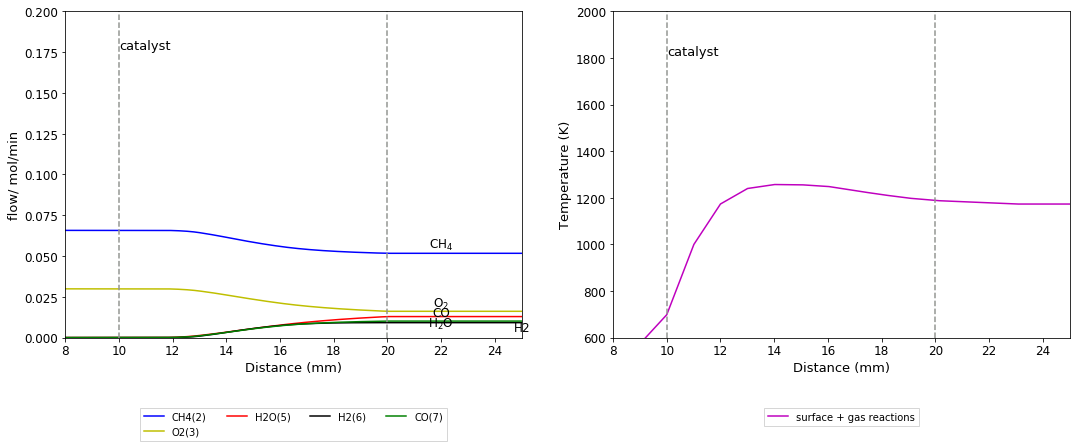 0.200
0.175
0.150
0.125
0.100
0.075
0.050
0.025
0.000
flow/ mol/min
catalyst
CH₄
O₂
CO
H₂O
H2
8 10 12 14 16 18 20 22 24
Distance (mm)
CH4(2) H2O(5) H2(6) CO(7)
O2(3)
2000
1800
1600
1400
1200
1000
800
600
Temperature (K)
catalyst
8 10 12 14 16 18 20 22 24
Distance (mm)
surface + gas reactions